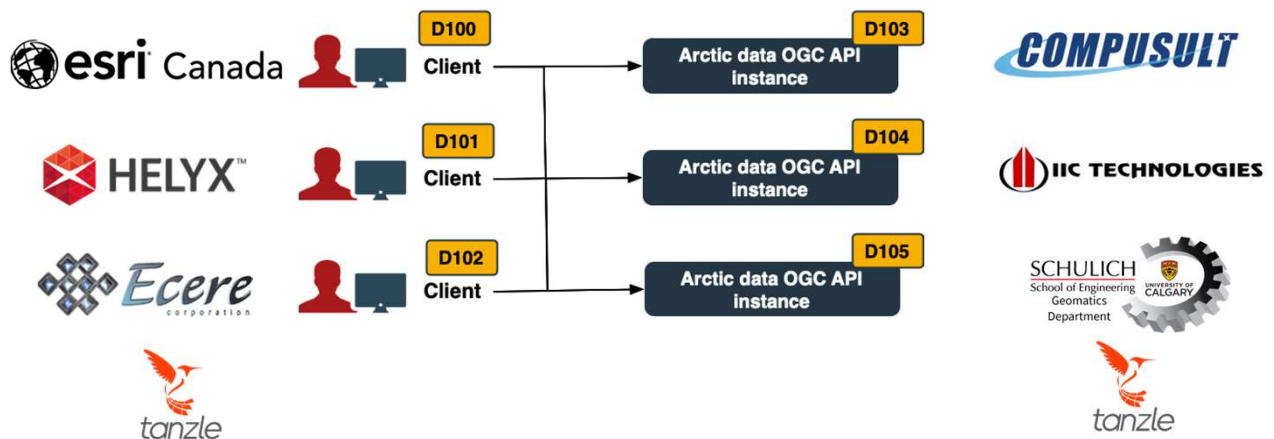 esri Canada
D100
Client
D103
Arctic data OGC API
instance
COMPUSULT
HELYX™
D101
Client
D104
Arctic data OGC API
instance
IIC TECHNOLOGIES
Ecere
corporation
D102
Client
D105
Arctic data OGC API
instance
SCHULICH
School of Engineering
Geomatics
Department
UNIVERSITY OF
CALGARY
tanzle
tanzle